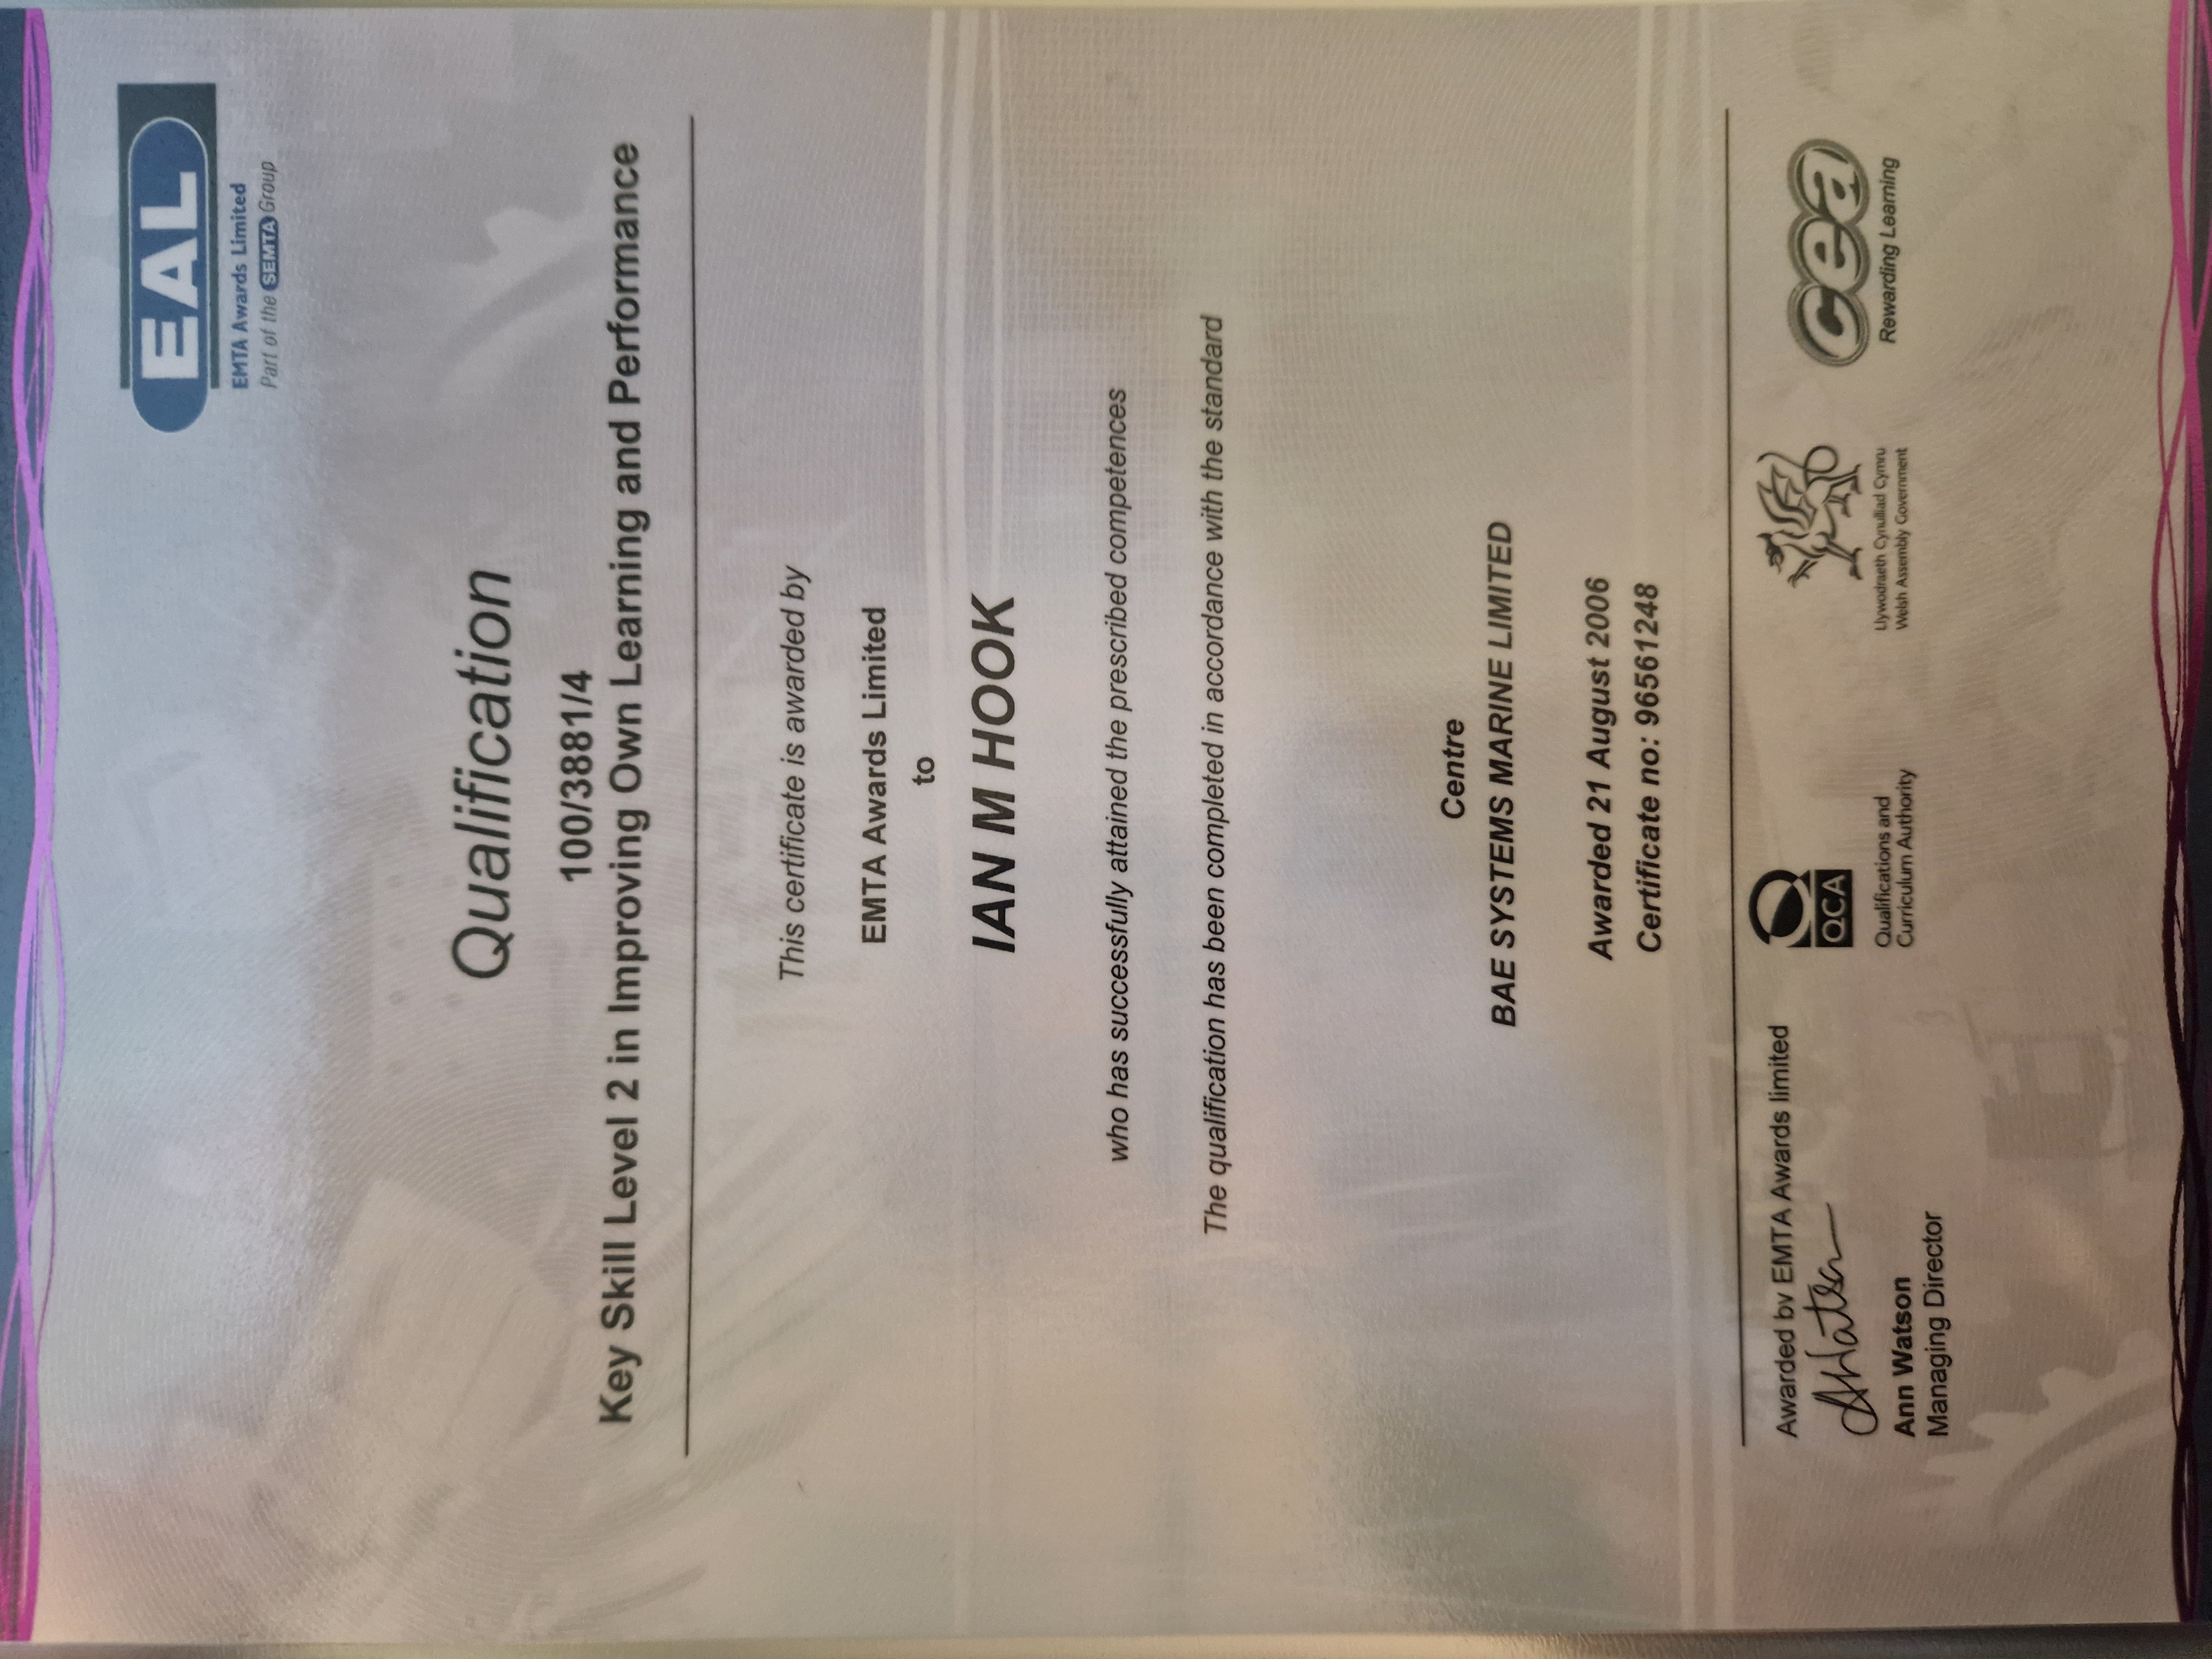 EAL
EMTA Awards Limited
Part of the SEMTA Group
Qualification
100/3881/4
Key Skill Level 2 in Improving Own Learning and Performance
This certificate is awarded by
EMTA Awards Limited
to
IAN M HOOK
who has successfully attained the prescribed competences
The qualification has been completed in accordance with the standard
Centre
BAE SYSTEMS MARINE LIMITED
Awarded 21 August 2006
Certificate no: 96561248
Awarded by EMTA Awards limited
AWatson
Ann Watson
Managing Director
QCA
Qualifications and
Curriculum Authority
Llywodraeth Cynulliad Cymru
Welsh Assembly Government
cea
Rewarding Learning